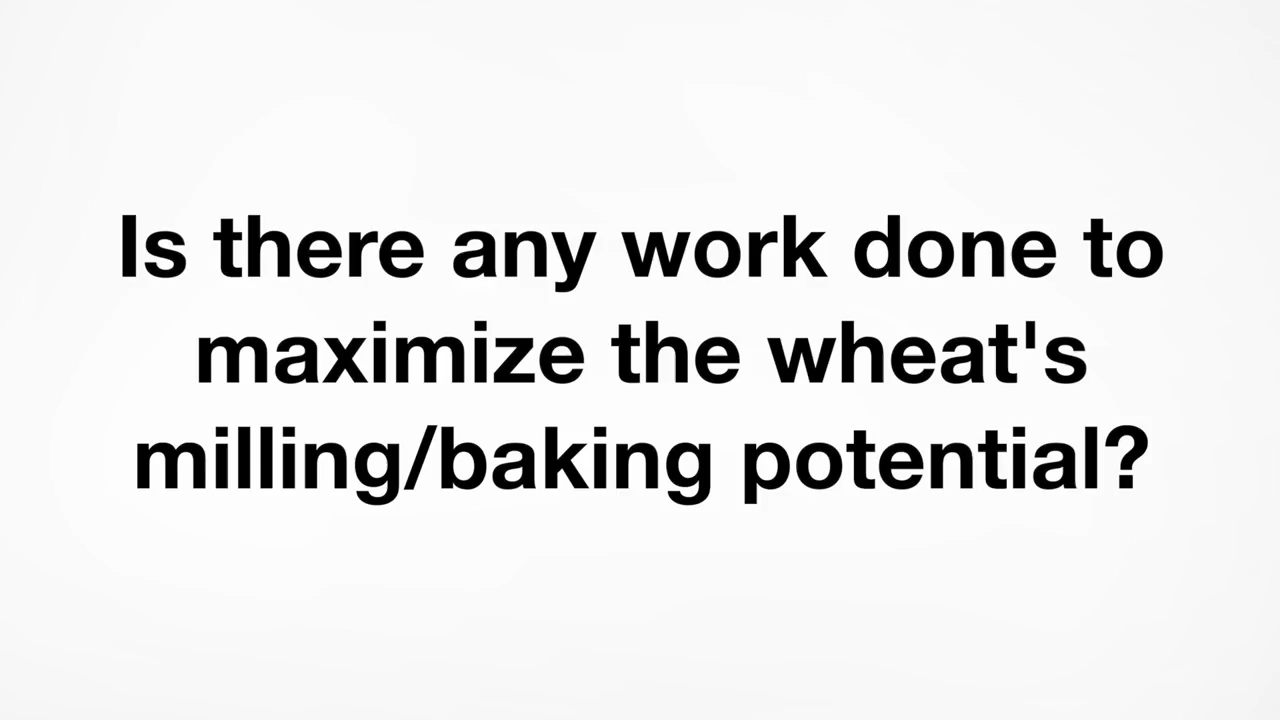 Is there any work done to
maximize the wheat's
milling/baking potential?